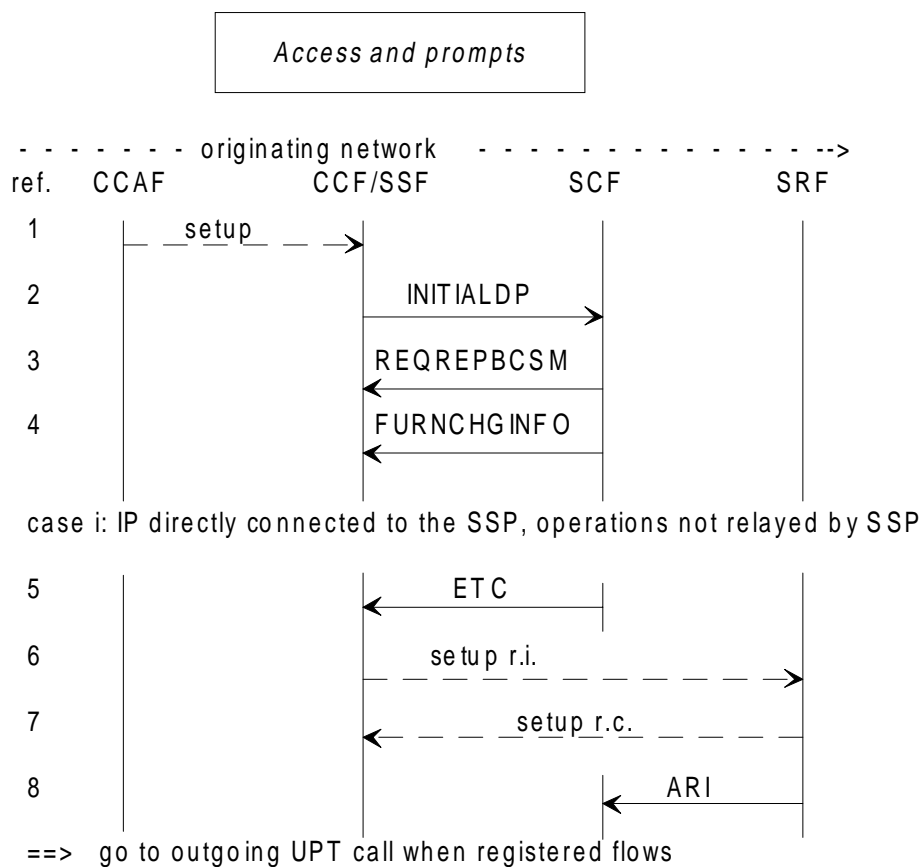 Access and prompts
- - - - - - - originating network - - - - - - - - - - - - - - -->
ref. CCAF CCF/SSF SCF SRF
1 setup
2 INITIALDP
3 REQREPBCSM
4 FURNCHGINFO
case i: IP directly connected to the SSP, operations not relayed by SSP
5 ETC
6 setup r.i.
7 setup r.c.
8 ARI
==> go to outgoing UPT call when registered flows